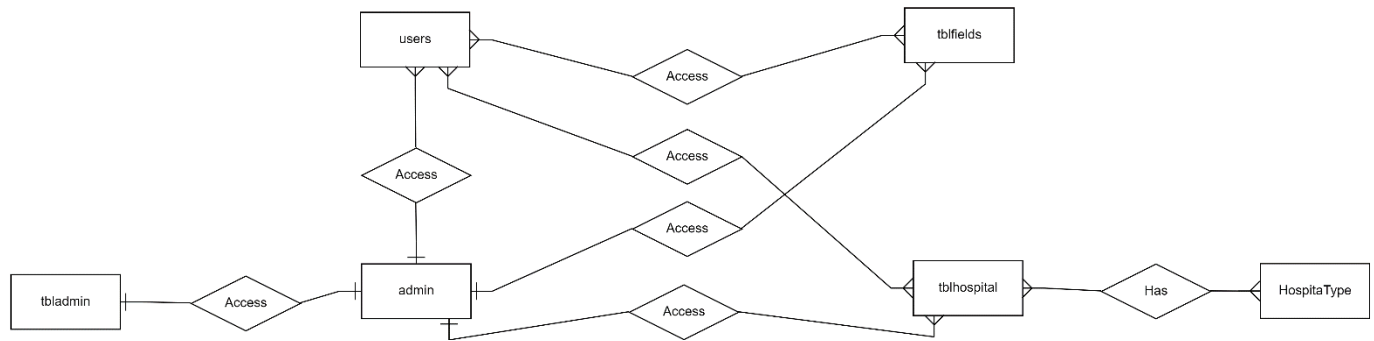 users
tblfields
Access
Access
Access
Access
tbladmin
Access
admin
Access
tblhospital
Has
HospitaType